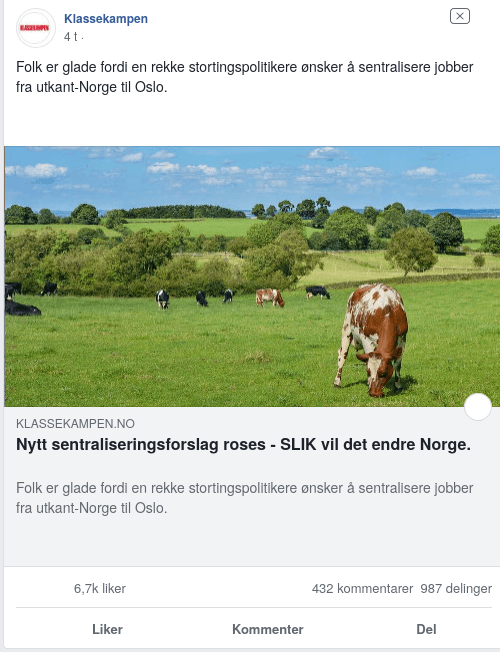 KLASSEKAMPEN
Klassekampen
4 t ·
Folk er glade fordi en rekke stortingspolitikere ønsker å sentralisere jobber
fra utkant-Norge til Oslo.
KLASSEKAMPEN.NO
Nytt sentraliseringsforslag roses - SLIK vil det endre Norge.
Folk er glade fordi en rekke stortingspolitikere ønsker å sentralisere jobber
fra utkant-Norge til Oslo.
6,7k liker 432 kommentarer 987 delinger
Liker Kommenter Del